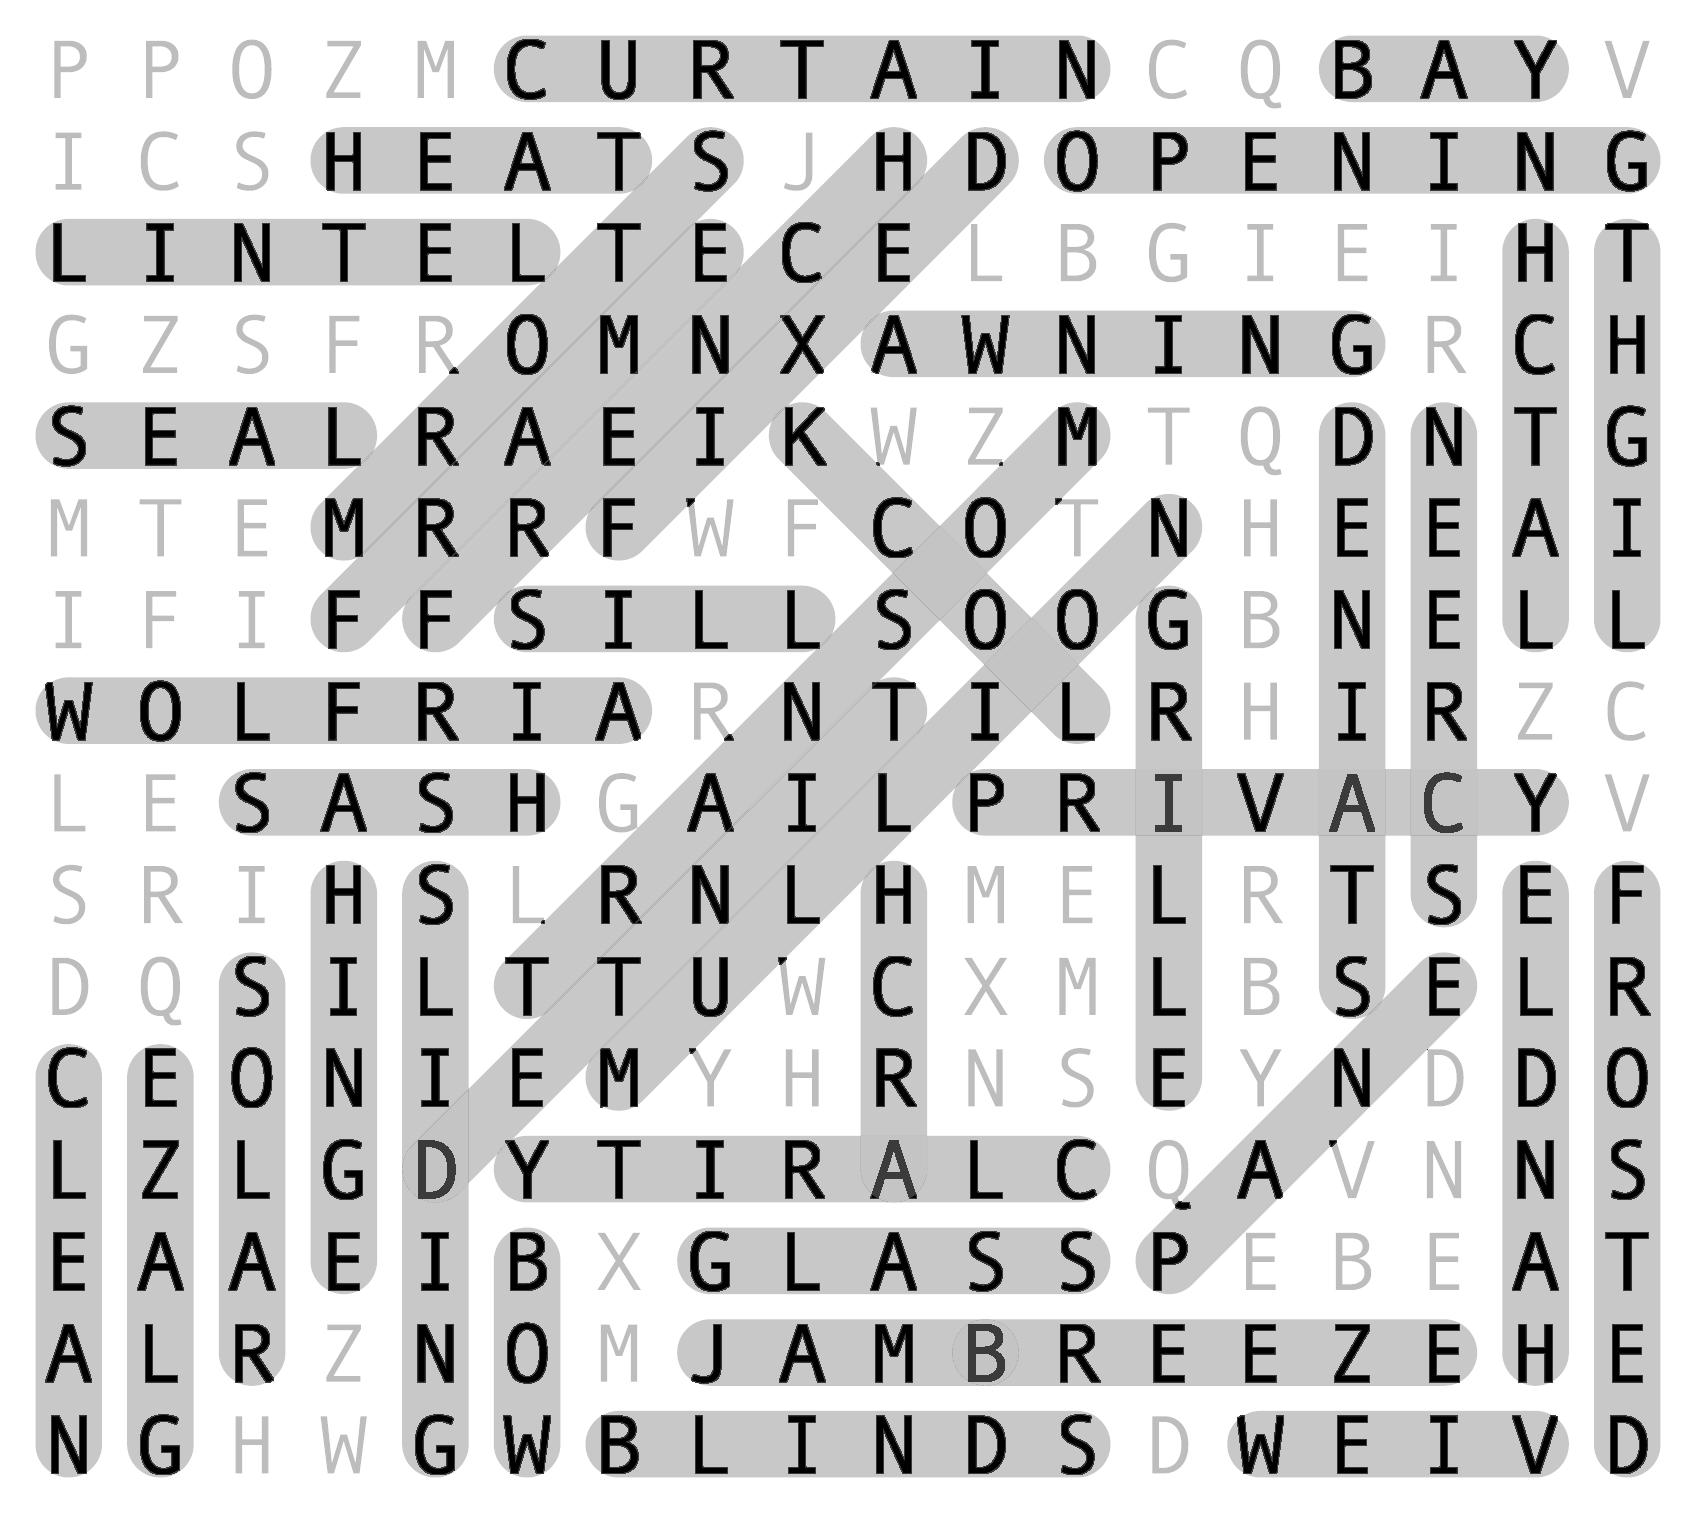 P P O Z M C U R T A I N C Q B A Y V
I C S H E A T S J H D O P E N I N G
L I N T E L T E C E L B G I E I H T
G Z S F R O M N X A W N I N G R C H
S E A L R A E I K W Z M T Q D N T G
M T E M R R F W F C O T N H E E A I
I F I F F S I L L S O O G B N E L L
W O L F R I A R N T I L R H I R Z C
L E S A S H G A I L P R I V A C Y V
S R I H S L R N L H M E L R T S E F
D Q S I L T T U W C X M L B S E L R
C E O N I E M Y H R N S E Y N D D O
L Z L G D Y T I R A L C Q A V N N S
E A A E I B X G L A S S P E B E A T
A L R Z N O M J A M B R E E Z E H E
N G H W G W B L I N D S D W E I V D